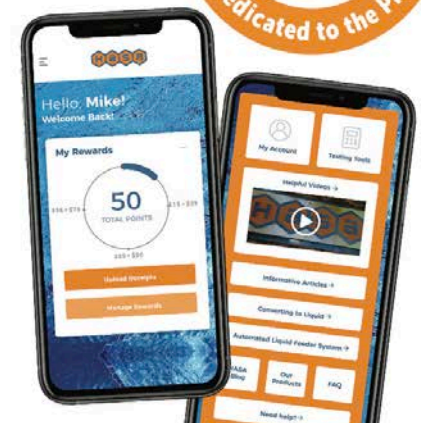 Dedicated to the P
HASA
Hello, Mike!
Welcome Back!
My Rewards
50
TOTAL POINTS
Upload Receipts
Manage Rewards
My Account
Testing Tools
Helpful Videos →
HASA
Informative Articles →
Converting to Liquid →
Automated Liquid Feeder System →
HASA Blog
Our Products
FAQ
Need help? →